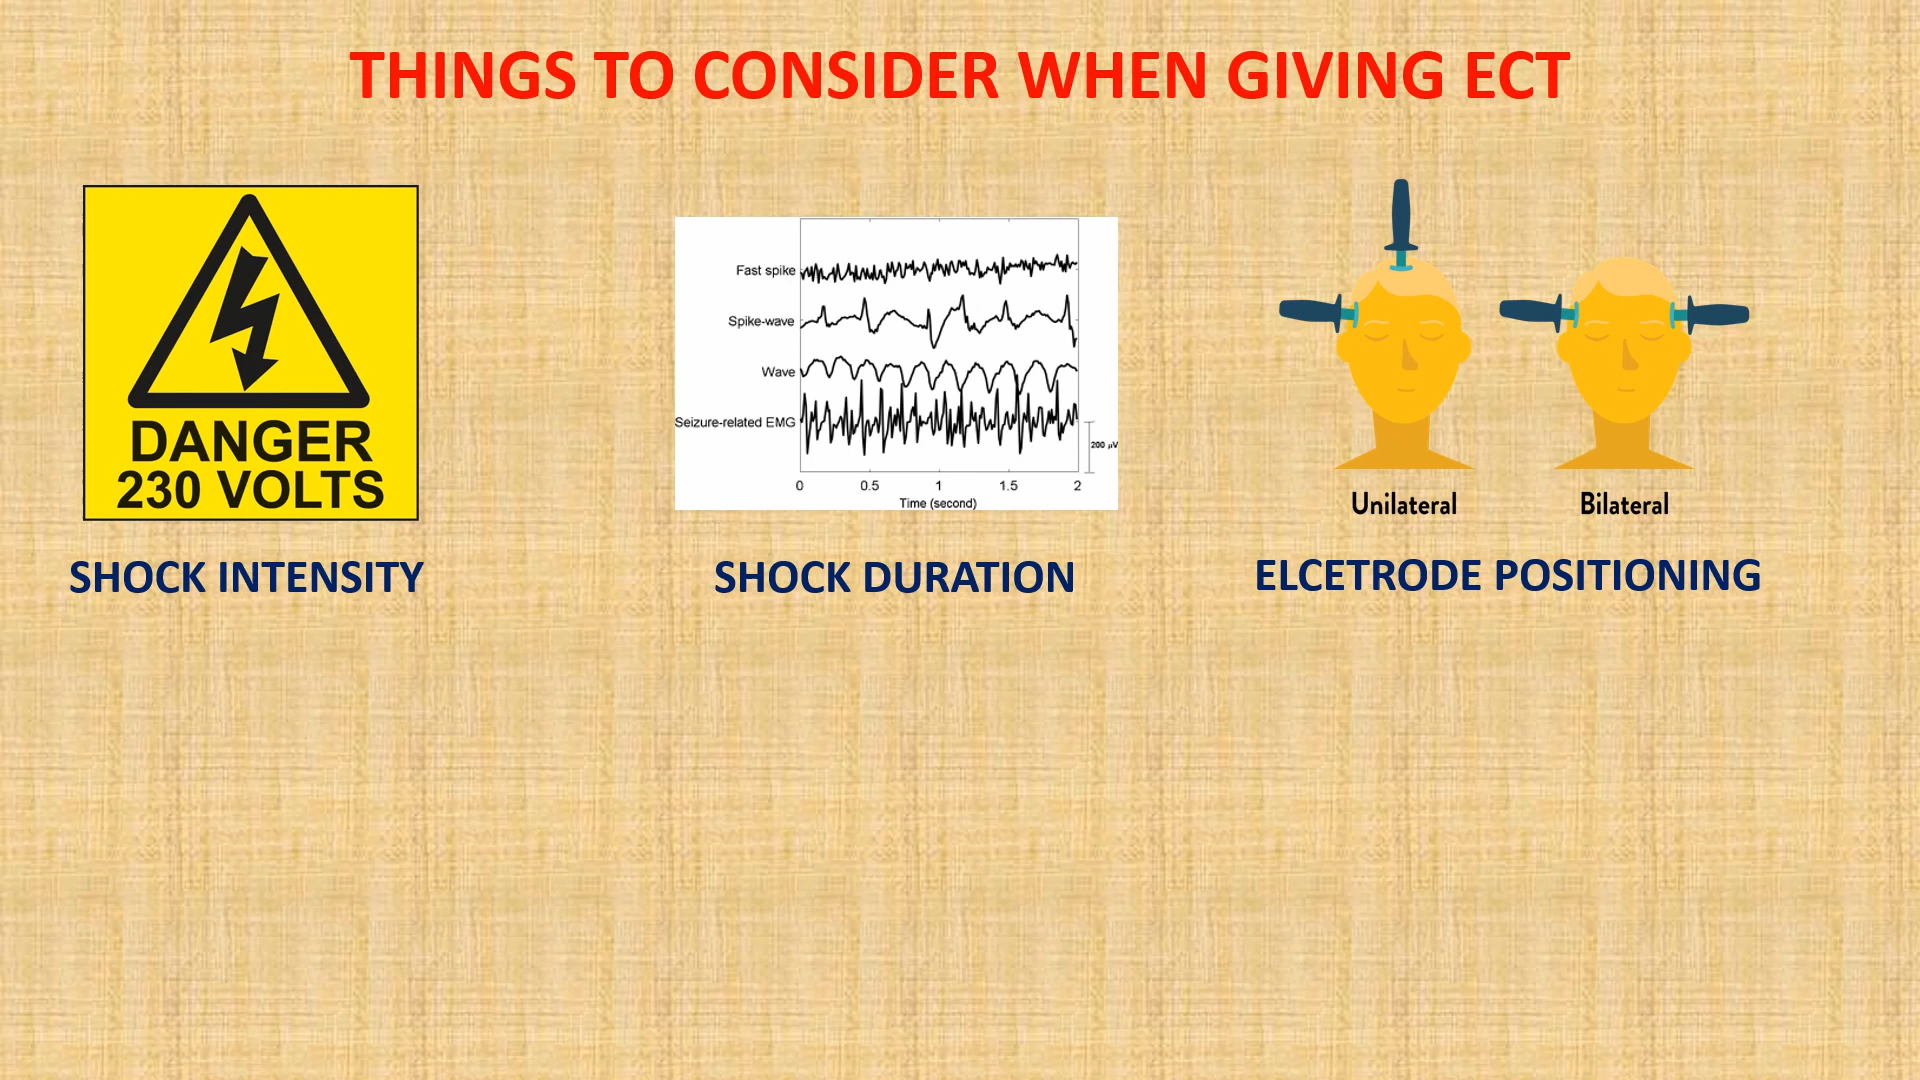 THINGS TO CONSIDER WHEN GIVING ECT
DANGER
230 VOLTS
SHOCK INTENSITY
Fast spike
Spike-wave
Wave
Seizure-related EMG
200 μV
0 0.5 1 1.5 2
Time (second)
SHOCK DURATION
Unilateral
Bilateral
ELCETRODE POSITIONING